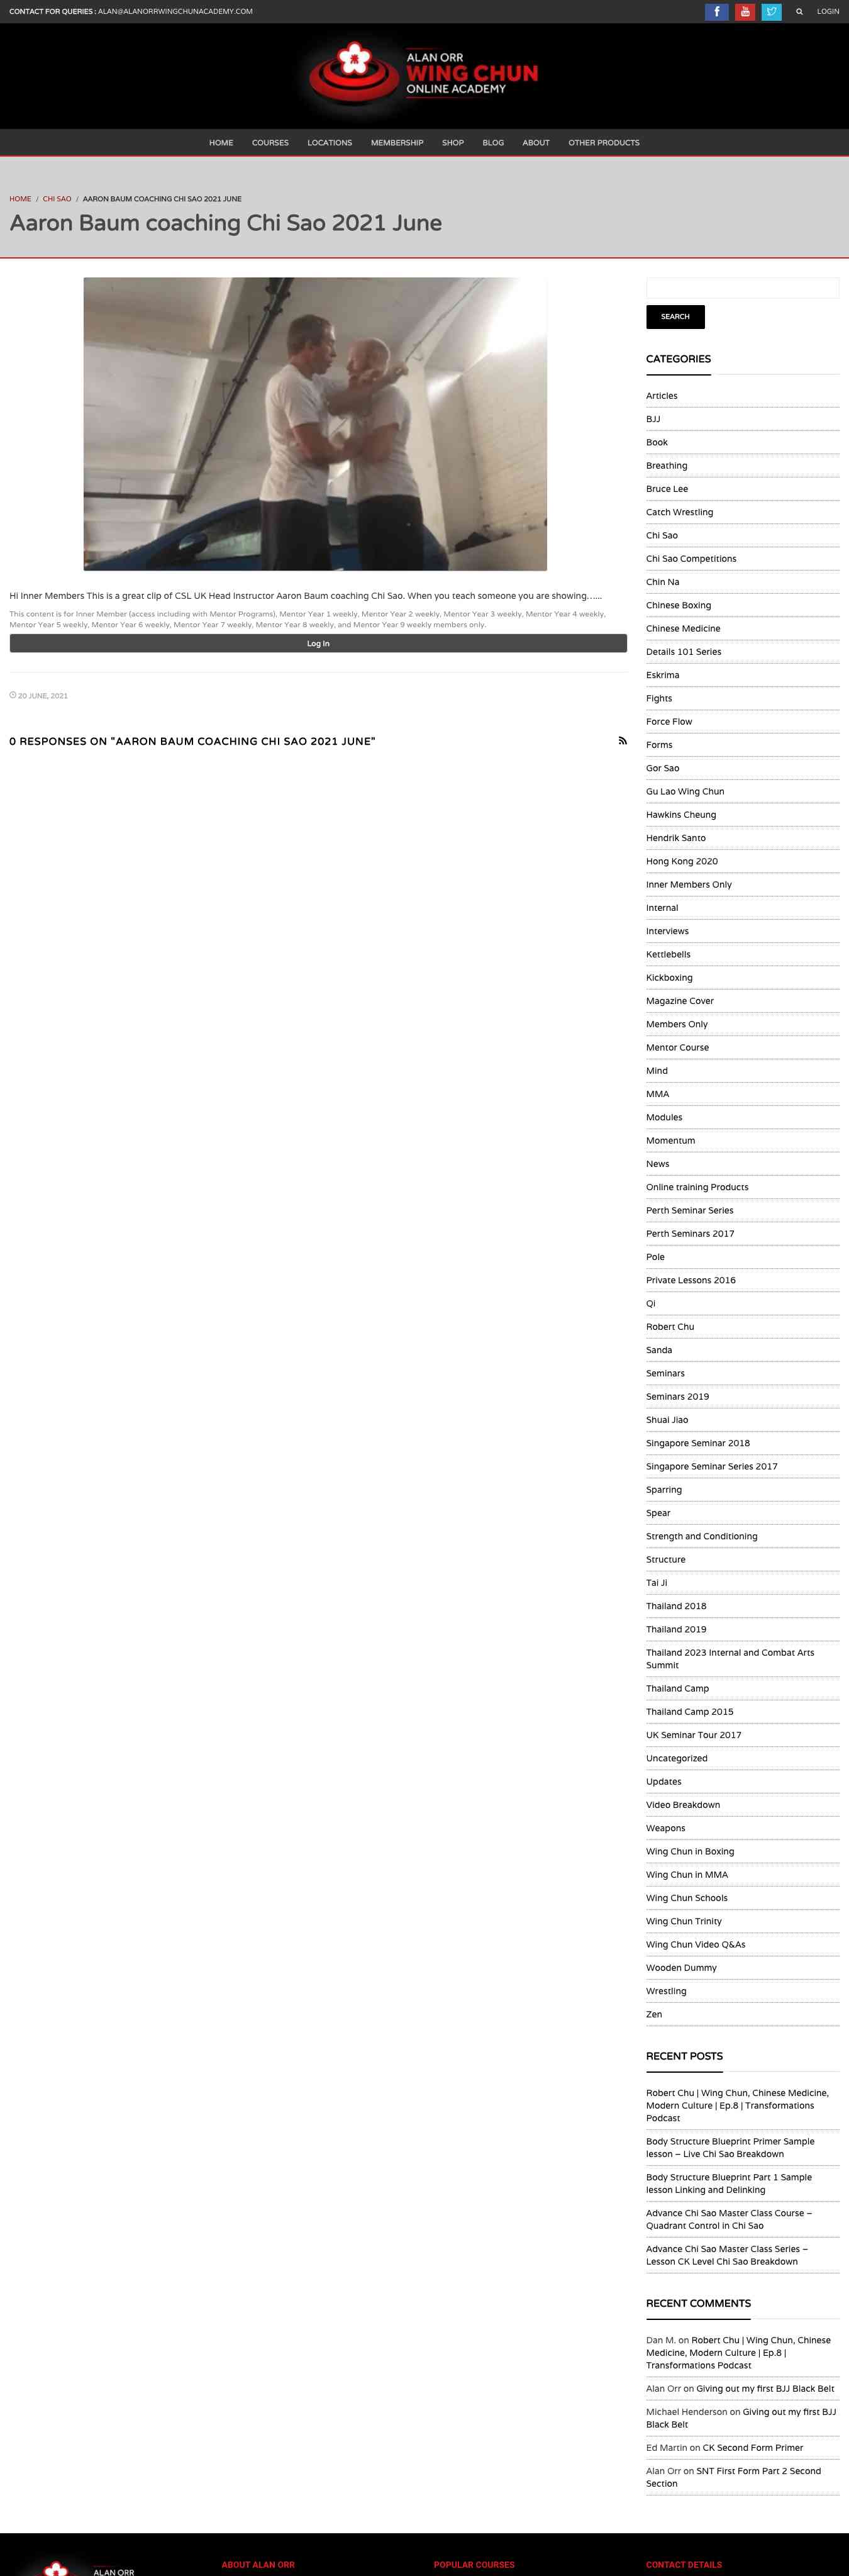 CONTACT FOR QUERIES : ALAN@ALANORRWINGCHUNACADEMY.COM
You Tube
LOGIN
ALAN ORR
WING CHUN
ONLINE ACADEMY
HOME COURSES LOCATIONS MEMBERSHIP SHOP BLOG ABOUT OTHER PRODUCTS
HOME / CHI SAO / AARON BAUM COACHING CHI SAO 2021 JUNE
Aaron Baum coaching Chi Sao 2021 June
Hi Inner Members This is a great clip of CSL UK Head Instructor Aaron Baum coaching Chi Sao. When you teach someone you are showing…...
This content is for Inner Member (access including with Mentor Programs), Mentor Year 1 weekly, Mentor Year 2 weekly, Mentor Year 3 weekly, Mentor Year 4 weekly,
Mentor Year 5 weekly, Mentor Year 6 weekly, Mentor Year 7 weekly, Mentor Year 8 weekly, and Mentor Year 9 weekly members only.
Log In
20 JUNE, 2021
0 RESPONSES ON "AARON BAUM COACHING CHI SAO 2021 JUNE"
SEARCH
CATEGORIES
Articles
BJJ
Book
Breathing
Bruce Lee
Catch Wrestling
Chi Sao
Chi Sao Competitions
Chin Na
Chinese Boxing
Chinese Medicine
Details 101 Series
Eskrima
Fights
Force Flow
Forms
Gor Sao
Gu Lao Wing Chun
Hawkins Cheung
Hendrik Santo
Hong Kong 2020
Inner Members Only
Internal
Interviews
Kettlebells
Kickboxing
Magazine Cover
Members Only
Mentor Course
Mind
MMA
Modules
Momentum
News
Online training Products
Perth Seminar Series
Perth Seminars 2017
Pole
Private Lessons 2016
Qi
Robert Chu
Sanda
Seminars
Seminars 2019
Shuai Jiao
Singapore Seminar 2018
Singapore Seminar Series 2017
Sparring
Spear
Strength and Conditioning
Structure
Tai Ji
Thailand 2018
Thailand 2019
Thailand 2023 Internal and Combat Arts
Summit
Thailand Camp
Thailand Camp 2015
UK Seminar Tour 2017
Uncategorized
Updates
Video Breakdown
Weapons
Wing Chun in Boxing
Wing Chun in MMA
Wing Chun Schools
Wing Chun Trinity
Wing Chun Video Q&As
Wooden Dummy
Wrestling
Zen
RECENT POSTS
Robert Chu | Wing Chun, Chinese Medicine,
Modern Culture | Ep.8 | Transformations
Podcast
Body Structure Blueprint Primer Sample
lesson – Live Chi Sao Breakdown
Body Structure Blueprint Part 1 Sample
lesson Linking and Delinking
Advance Chi Sao Master Class Course –
Quadrant Control in Chi Sao
Advance Chi Sao Master Class Series –
Lesson CK Level Chi Sao Breakdown
RECENT COMMENTS
Dan M. on Robert Chu | Wing Chun, Chinese
Medicine, Modern Culture | Ep.8 |
Transformations Podcast
Alan Orr on Giving out my first BJJ Black Belt
Michael Henderson on Giving out my first BJJ
Black Belt
Ed Martin on CK Second Form Primer
Alan Orr on SNT First Form Part 2 Second
Section
ALAN ORR
ABOUT ALAN ORR
POPULAR COURSES
CONTACT DETAILS